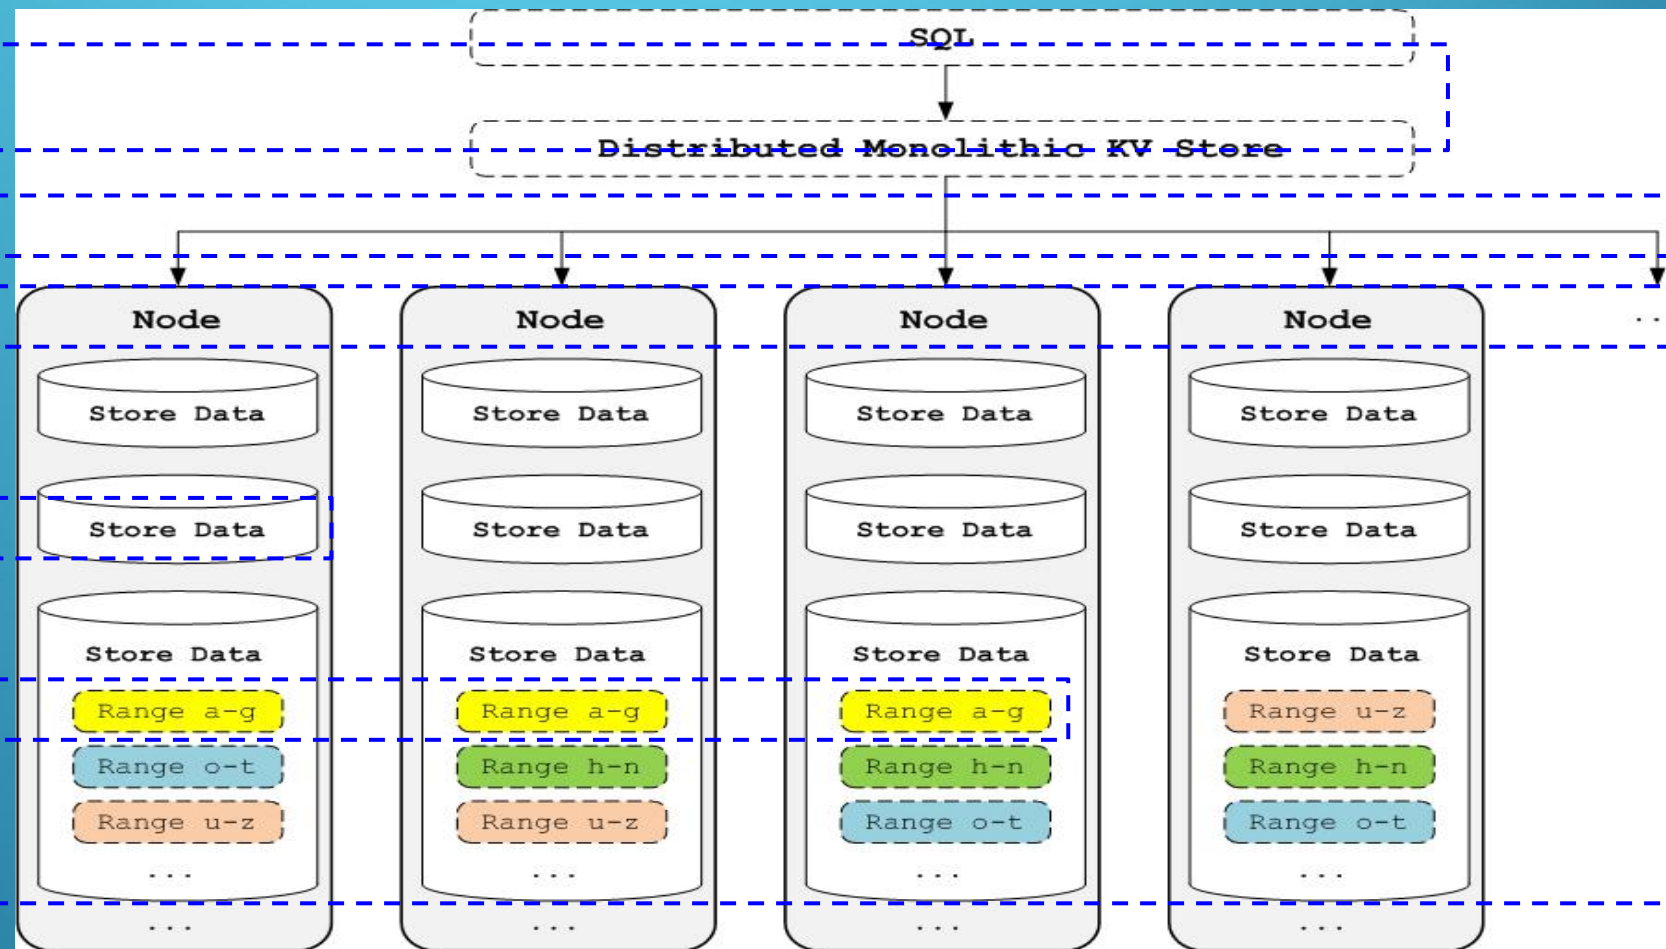 SQL
Distributed Monolithic KV Store
Node Node Node Node ..
Store Data Store Data Store Data Store Data
Store Data Store Data Store Data Store Data
Store Data Store Data Store Data Store Data
Range a-g Range a-g Range a-g Range u-z
Range o-t Range h-n Range h-n Range h-n
Range u-z Range u-z Range o-t Range o-t
... ... ... ...
... ... ... ...